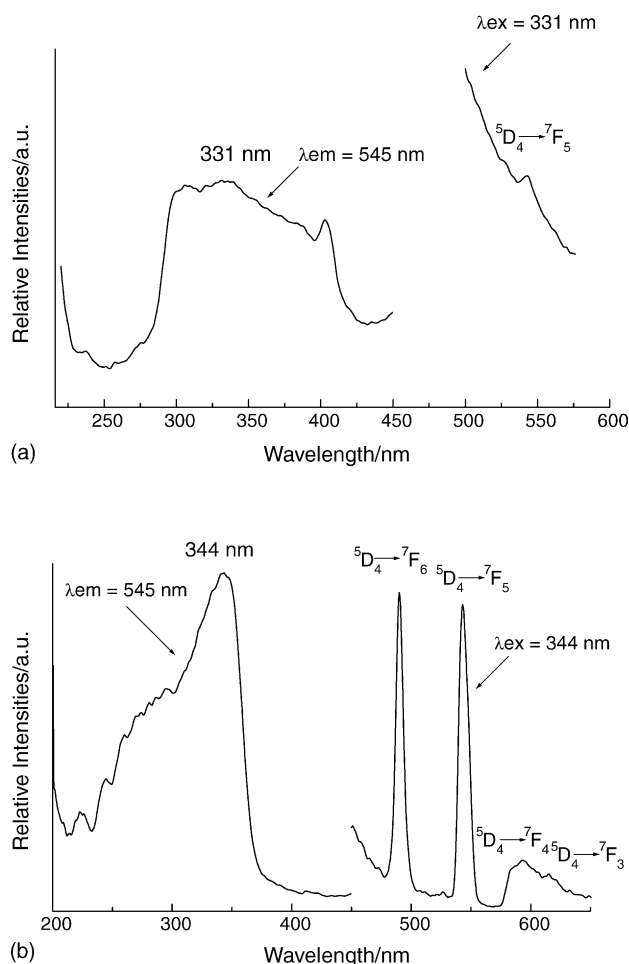 λex = 331 nm
⁵D₄→⁷F₅
331 nm
λem = 545 nm
Relative Intensities/a.u.
250 300 350 400 450 500 550 600
Wavelength/nm
(a)
344 nm
⁵D₄→⁷F₆ ⁵D₄→⁷F₅
λem = 545 nm
λex = 344 nm
⁵D₄→⁷F₄ ⁵D₄→⁷F₃
Relative Intensities/a.u.
200 300 400 500 600
Wavelength/nm
(b)